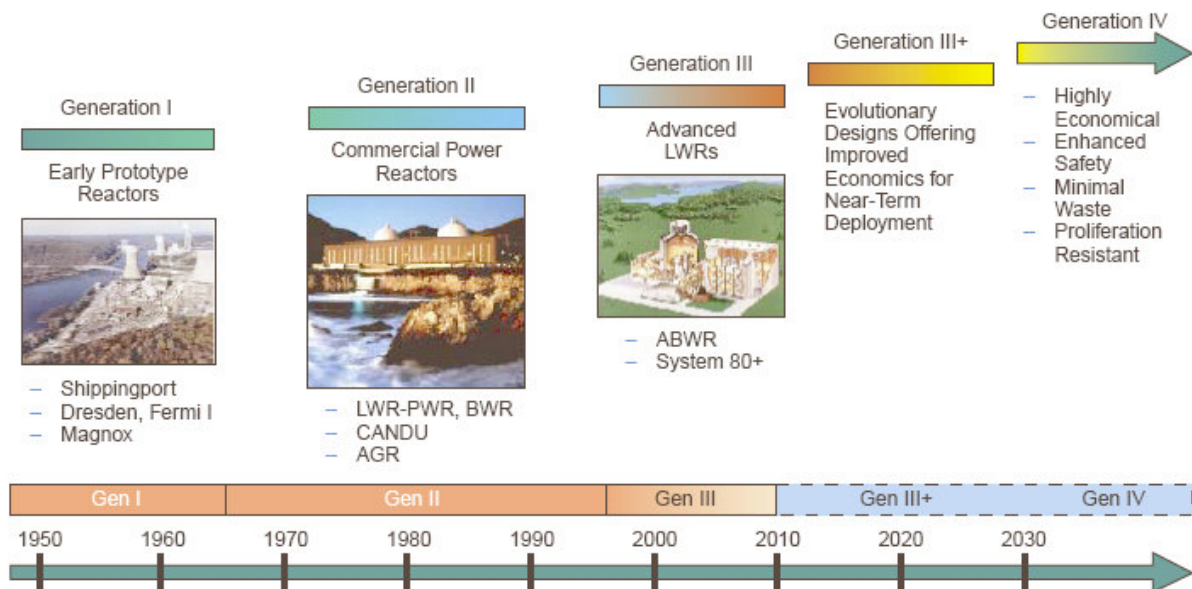 Generation I
Early Prototype
Reactors
– Shippingport
– Dresden, Fermi I
– Magnox
Generation II
Commercial Power
Reactors
– LWR-PWR, BWR
– CANDU
– AGR
Generation III
Advanced
LWRs
– ABWR
– System 80+
Generation III+
Evolutionary
Designs Offering
Improved
Economics for
Near-Term
Deployment
Generation IV
– Highly
Economical
– Enhanced
Safety
– Minimal
Waste
– Proliferation
Resistant
Gen I Gen II Gen III Gen III+ Gen IV
1950 1960 1970 1980 1990 2000 2010 2020 2030